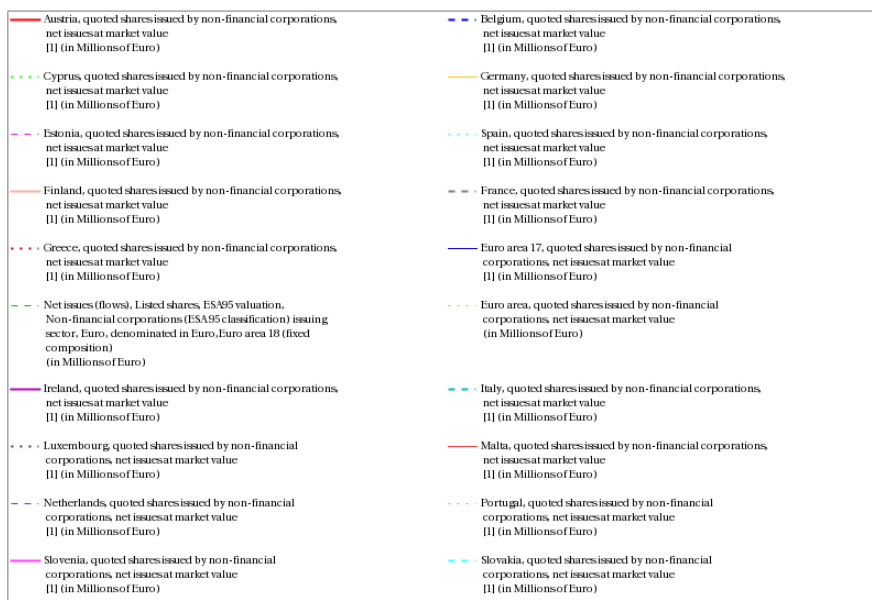 Austria, quoted shares issued by non-financial corporations,
net issues at market value
[1] (in Millions of Euro)
Belgium, quoted shares issued by non-financial corporations,
net issues at market value
[1] (in Millions of Euro)
Cyprus, quoted shares issued by non-financial corporations,
net issues at market value
[1] (in Millions of Euro)
Germany, quoted shares issued by non-financial corporations,
net issues at market value
[1] (in Millions of Euro)
Estonia, quoted shares issued by non-financial corporations,
net issues at market value
[1] (in Millions of Euro)
Spain, quoted shares issued by non-financial corporations,
net issues at market value
[1] (in Millions of Euro)
Finland, quoted shares issued by non-financial corporations,
net issues at market value
[1] (in Millions of Euro)
France, quoted shares issued by non-financial corporations,
net issues at market value
[1] (in Millions of Euro)
Greece, quoted shares issued by non-financial corporations,
net issues at market value
[1] (in Millions of Euro)
Euro area 17, quoted shares issued by non-financial
corporations, net issues at market value
[1] (in Millions of Euro)
Net issues (flows), Listed shares, ESA95 valuation,
Non-financial corporations (ESA95 classification) issuing
sector, Euro, denominated in Euro, Euro area 18 (fixed
composition)
(in Millions of Euro)
Euro area, quoted shares issued by non-financial
corporations, net issues at market value
(in Millions of Euro)
Ireland, quoted shares issued by non-financial corporations,
net issues at market value
[1] (in Millions of Euro)
Italy, quoted shares issued by non-financial corporations,
net issues at market value
[1] (in Millions of Euro)
Luxembourg, quoted shares issued by non-financial
corporations, net issues at market value
[1] (in Millions of Euro)
Malta, quoted shares issued by non-financial corporations,
net issues at market value
[1] (in Millions of Euro)
Netherlands, quoted shares issued by non-financial
corporations, net issues at market value
[1] (in Millions of Euro)
Portugal, quoted shares issued by non-financial
corporations, net issues at market value
[1] (in Millions of Euro)
Slovenia, quoted shares issued by non-financial
corporations, net issues at market value
[1] (in Millions of Euro)
Slovakia, quoted shares issued by non-financial
corporations, net issues at market value
[1] (in Millions of Euro)